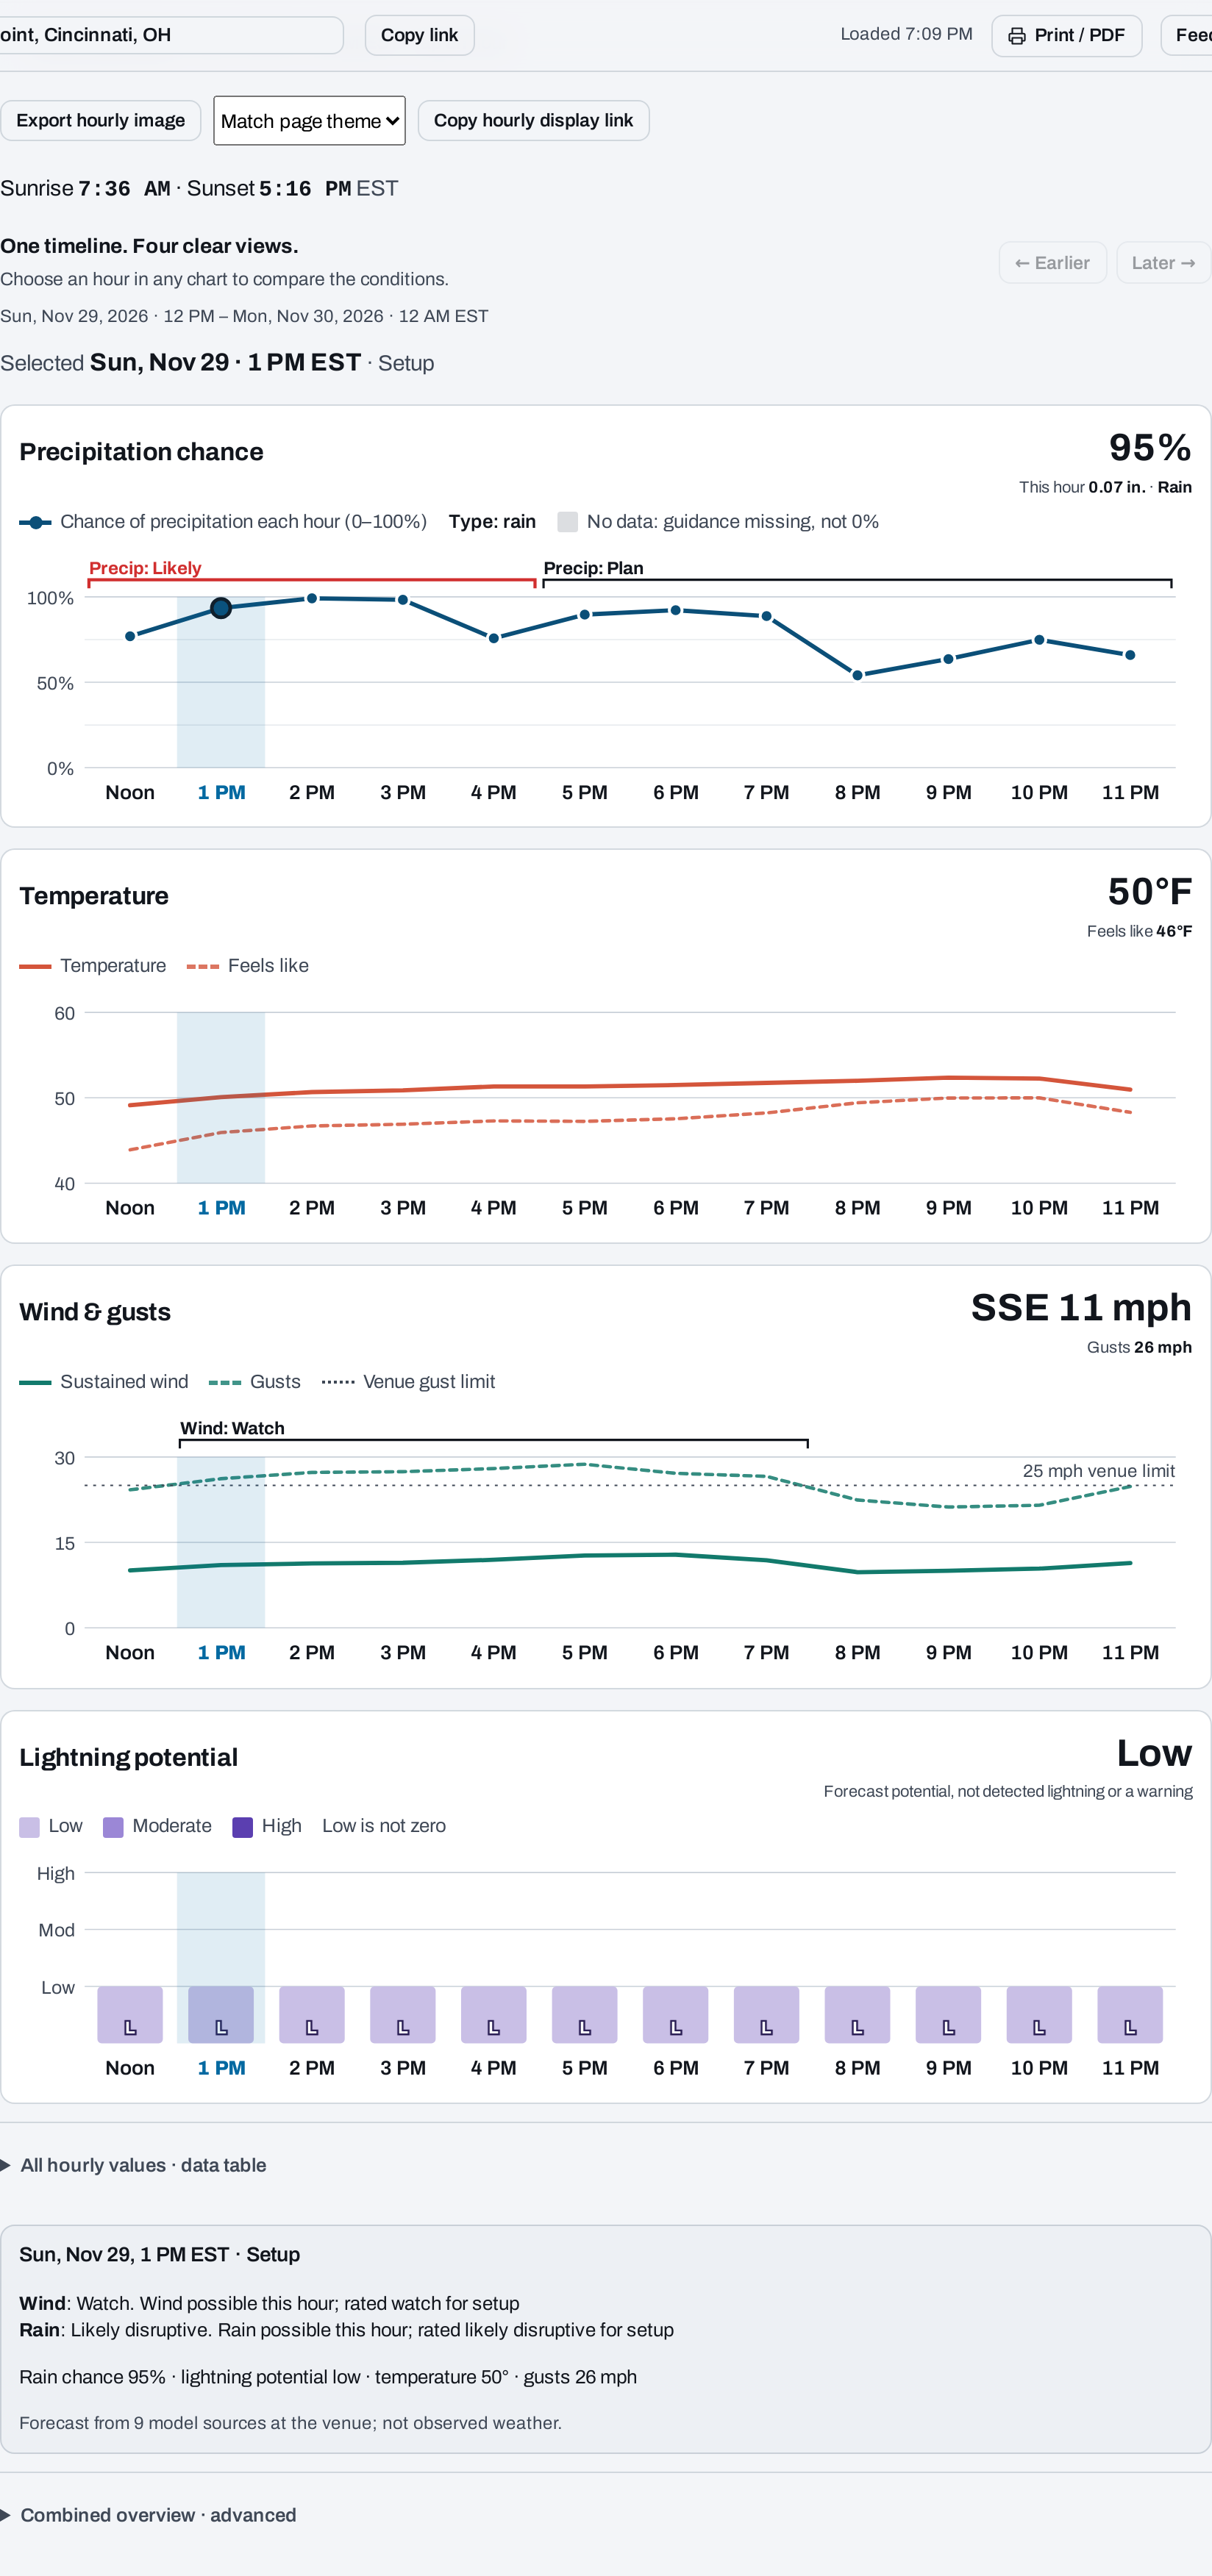 oint, Cincinnati, OH
Copy link
Loaded 7:09 PM
Print / PDF
Feed
Export hourly image
Match page theme
Copy hourly display link
Sunrise 7:36 AM · Sunset 5:16 PM EST
One timeline. Four clear views.
Choose an hour in any chart to compare the conditions.
← Earlier
Later →
Sun, Nov 29, 2026 · 12 PM – Mon, Nov 30, 2026 · 12 AM EST
Selected Sun, Nov 29 · 1 PM EST · Setup
Precipitation chance
95%
This hour 0.07 in. · Rain
Chance of precipitation each hour (0–100%)
Type: rain
No data: guidance missing, not 0%
Precip: Likely
Precip: Plan
100%
50%
0%
Noon 1 PM 2 PM 3 PM 4 PM 5 PM 6 PM 7 PM 8 PM 9 PM 10 PM 11 PM
Temperature
50°F
Feels like 46°F
Temperature
Feels like
60
50
40
Noon 1 PM 2 PM 3 PM 4 PM 5 PM 6 PM 7 PM 8 PM 9 PM 10 PM 11 PM
Wind & gusts
SSE 11 mph
Gusts 26 mph
Sustained wind
Gusts
Venue gust limit
Wind: Watch
30
25 mph venue limit
15
0
Noon 1 PM 2 PM 3 PM 4 PM 5 PM 6 PM 7 PM 8 PM 9 PM 10 PM 11 PM
Lightning potential
Low
Forecast potential, not detected lightning or a warning
Low
Moderate
High
Low is not zero
High
Mod
Low
L L L L L L L L L L L L
Noon 1 PM 2 PM 3 PM 4 PM 5 PM 6 PM 7 PM 8 PM 9 PM 10 PM 11 PM
All hourly values · data table
Sun, Nov 29, 1 PM EST · Setup
Wind: Watch. Wind possible this hour; rated watch for setup
Rain: Likely disruptive. Rain possible this hour; rated likely disruptive for setup
Rain chance 95% · lightning potential low · temperature 50° · gusts 26 mph
Forecast from 9 model sources at the venue; not observed weather.
Combined overview · advanced